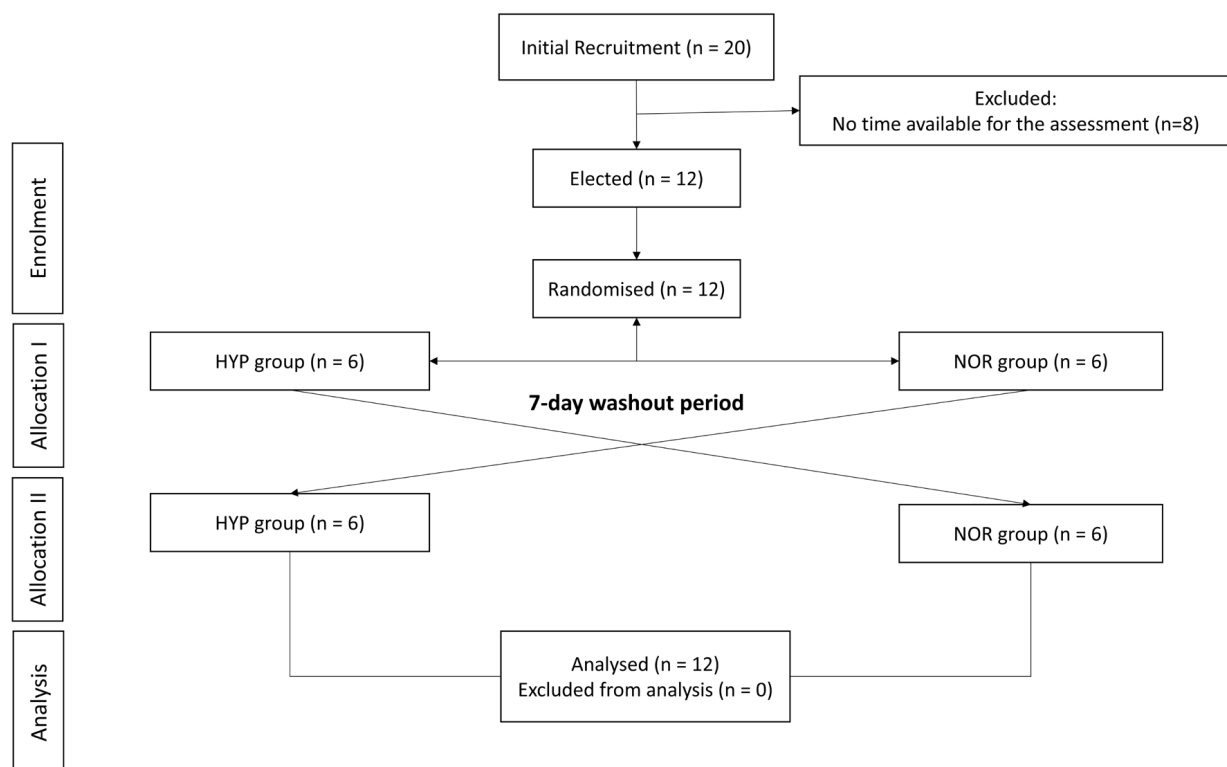 Initial Recruitment (n = 20)
Excluded:
No time available for the assessment (n=8)
Enrolment
Elected (n = 12)
Randomised (n = 12)
Allocation I
HYP group (n = 6)
NOR group (n = 6)
7-day washout period
Allocation II
HYP group (n = 6)
NOR group (n = 6)
Analysis
Analysed (n = 12)
Excluded from analysis (n = 0)